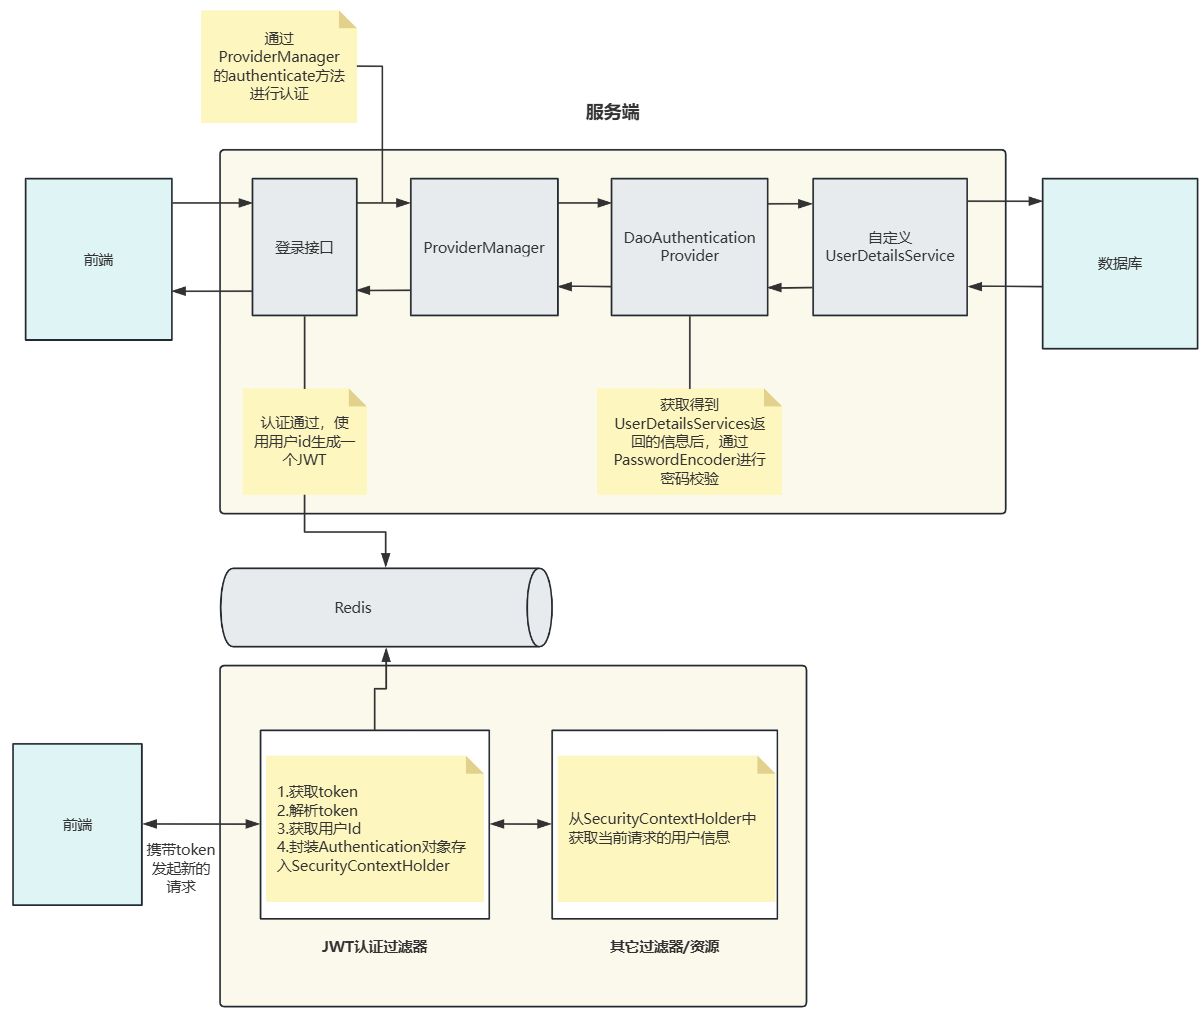 通过
ProviderManager
的authenticate方法
进行认证
服务端
前端
登录接口
ProviderManager
DaoAuthentication
Provider
自定义
UserDetailsService
数据库
认证通过，使
用用户id生成一
个JWT
获取得到
UserDetailsServices返
回的信息后，通过
PasswordEncoder进行
密码校验
Redis
前端
携带token
发起新的
请求
1.获取token
2.解析token
3.获取用户Id
4.封装Authentication对象存
入SecurityContextHolder
JWT认证过滤器
从SecurityContextHolder中
获取当前请求的用户信息
其它过滤器/资源